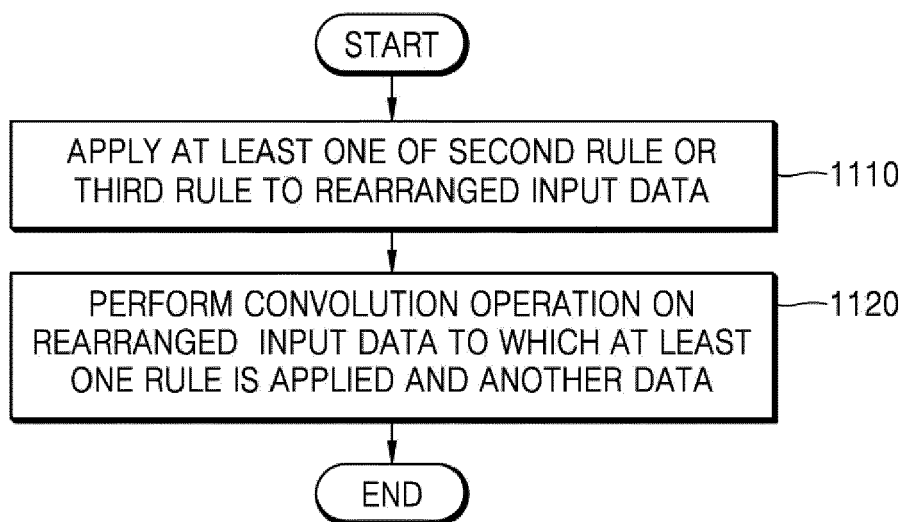 START
APPLY AT LEAST ONE OF SECOND RULE OR
THIRD RULE TO REARRANGED INPUT DATA
1110
PERFORM CONVOLUTION OPERATION ON
REARRANGED INPUT DATA TO WHICH AT LEAST
ONE RULE IS APPLIED AND ANOTHER DATA
1120
END